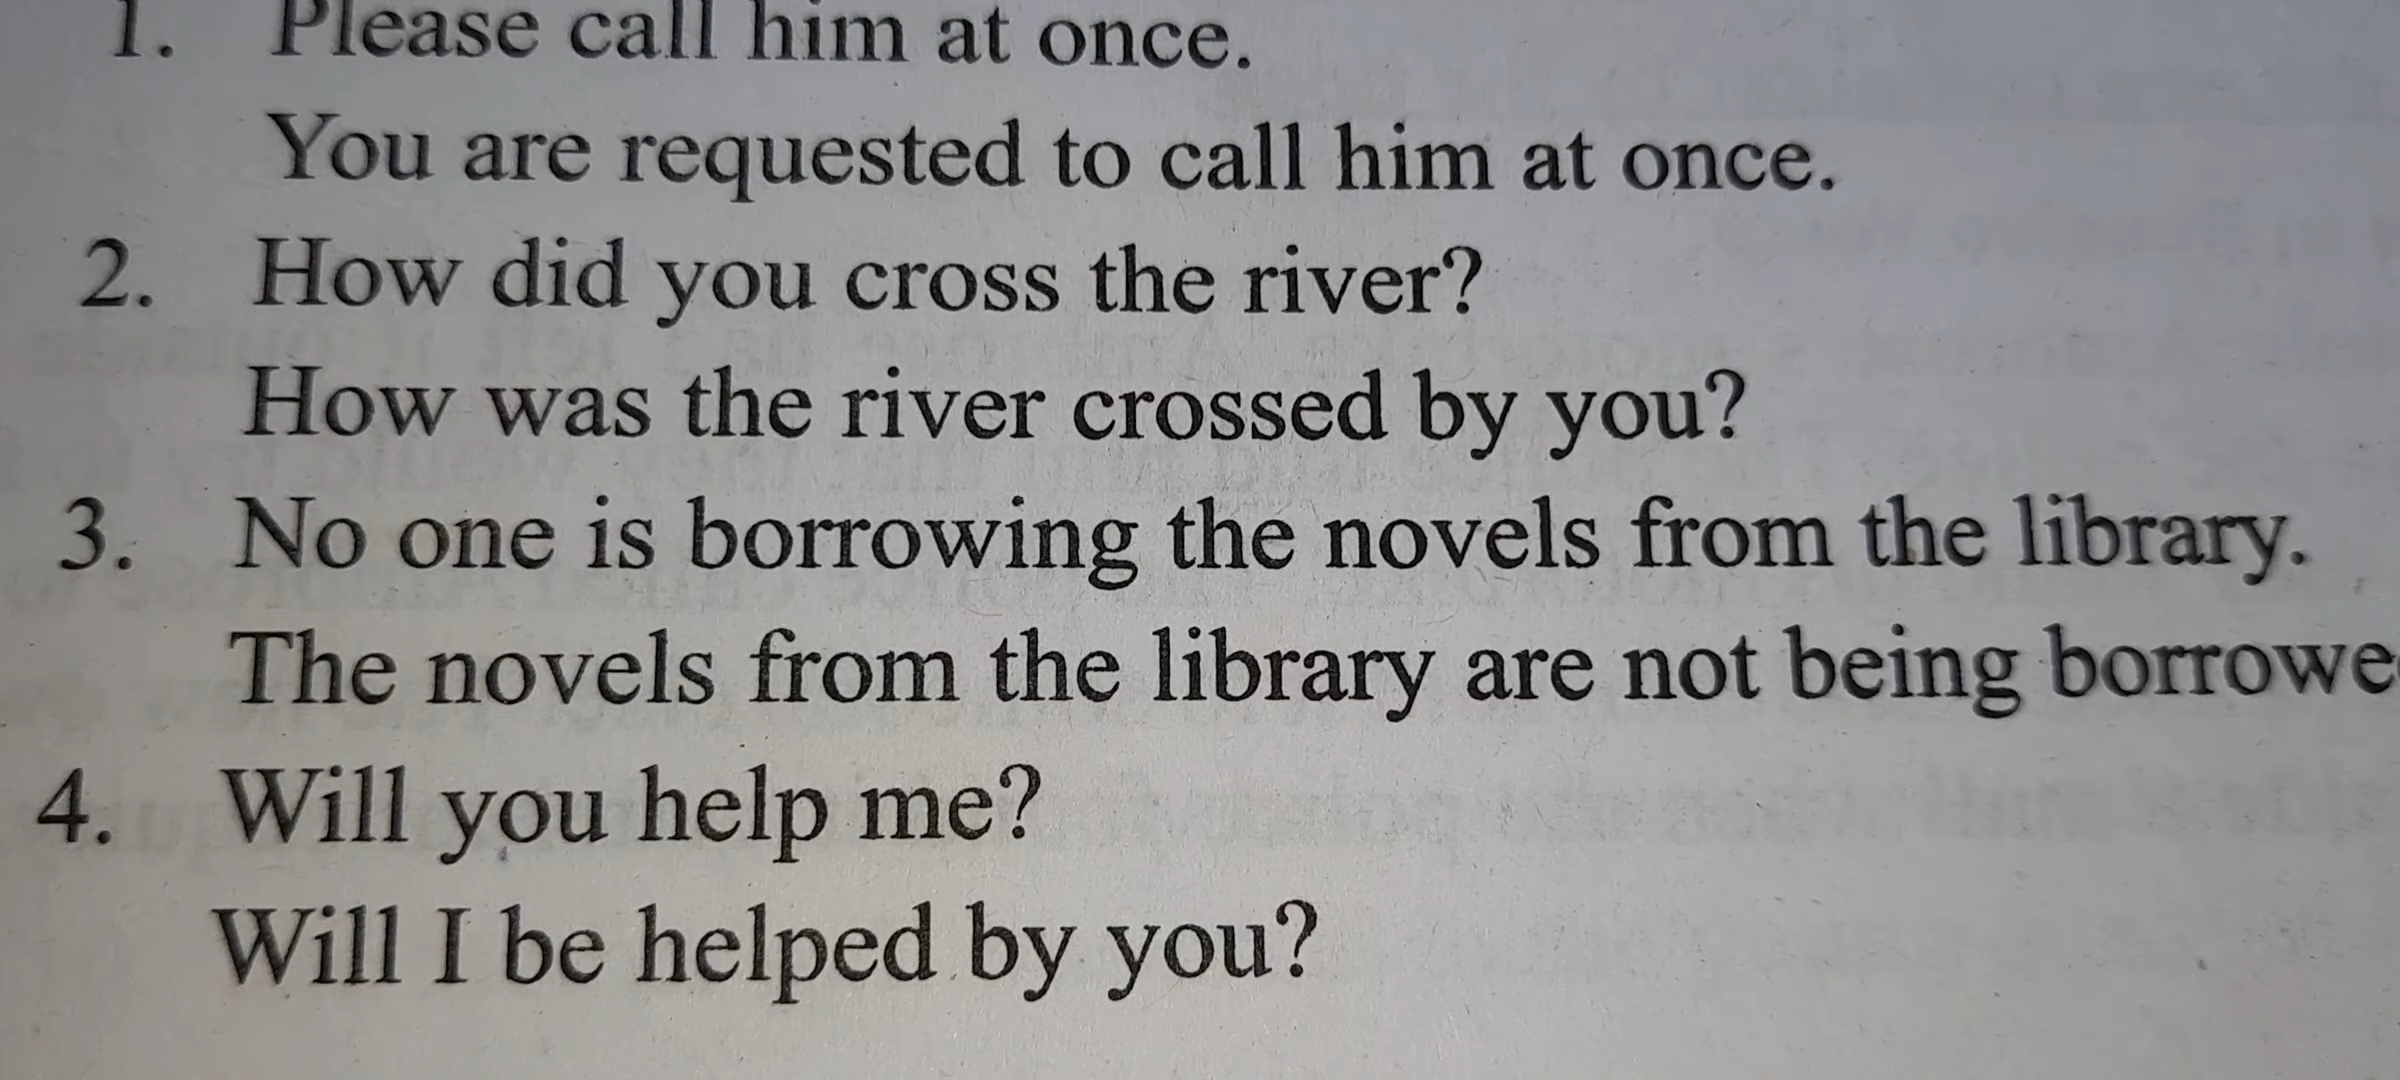 1. Please call him at once.
You are requested to call him at once.
2. How did you cross the river?
How was the river crossed by you?
3. No one is borrowing the novels from the library.
The novels from the library are not being borrowe
4. Will you help me?
Will I be helped by you?